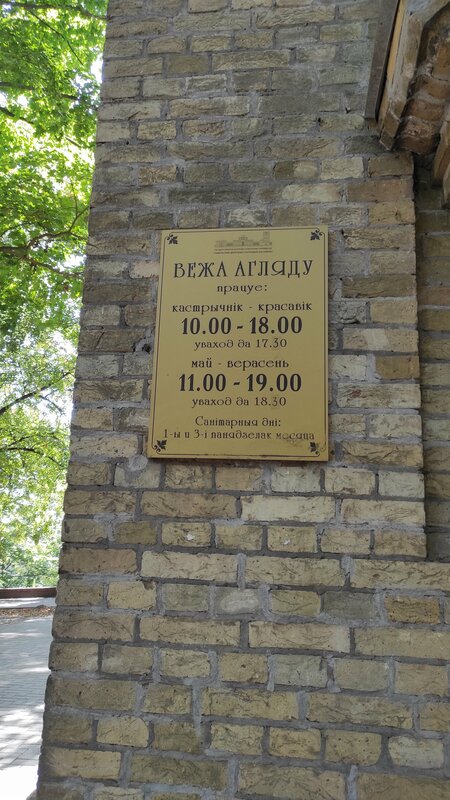 ВЕЖА АГЛЯДУ
працуе:
кастрычнік - красавік
10.00 - 18.00
уваход да 17.30
май - верасень
11.00 - 19.00
уваход да 18.30
Санітарныя дні:
1-ы и 3-і панядзелак месяца